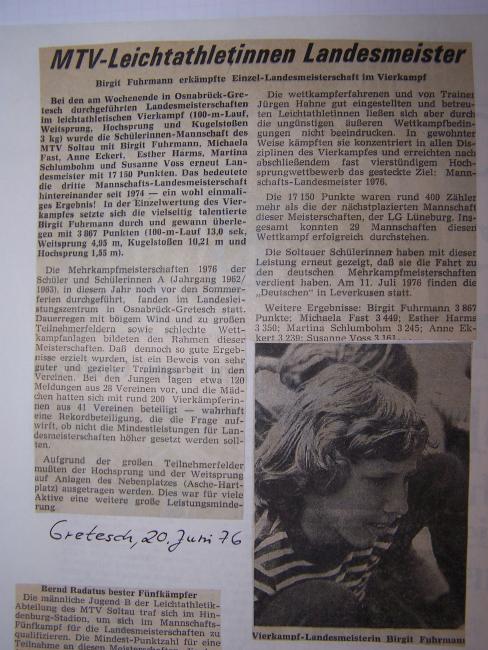 MTV-Leichtathletinnen Landesmeister
Birgit Fuhrmann erkämpfte Einzel-Landesmeisterschaft im Vierkampf
Bei den am Wochenende in Osnabrück-Gre-
tesch durchgeführten Landesmeisterschaften
im leichtathletischen Vierkampf (100-m-Lauf,
Weitsprung, Hochsprung und Kugelstoßen
3 kg) wurde die Schülerinnen-Mannschaft des
MTV Soltau mit Birgit Fuhrmann, Michaela
Fast, Anne Eckert, Esther Harms, Martina
Schlumbohm und Susanne Voss erneut Lan-
desmeister mit 17 150 Punkten. Das bedeutete
die dritte Mannschafts-Landesmeisterschaft
hintereinander seit 1974 — ein wohl einmali-
ges Ergebnis! In der Einzelwertung des Vier-
kampfes setzte sich die vielseitig talentierte
Birgit Fuhrmann durch und gewann überle-
gen mit 3 867 Punkten (100-m-Lauf 13,0 sek,
Weitsprung 4,95 m, Kugelstoßen 10,21 m und
Hochsprung 1,55 m).
Die Mehrkampfmeisterschaften 1976 der
Schüler und Schülerinnen A (Jahrgang 1962/
1963), in diesem Jahr noch vor den Sommer-
ferien durchgeführt, fanden im Landeslei-
stungszentrum in Osnabrück-Gretesch statt.
Dauerregen mit böigem Wind und zu großen
Teilnehmerfeldern sowie schlechte Wett-
kampfanlagen bildeten den Rahmen dieser
Meisterschaften. Daß dennoch so gute Ergeb-
nisse erzielt wurden, ist ein Beweis von sehr
guter und gezielter Trainingsarbeit in den
Vereinen. Bei den Jungen lagen etwa 120
Meldungen aus 28 Vereinen vor, und die Mäd-
chen hatten sich mit rund 200 Vierkämpferin-
nen aus 41 Vereinen beteiligt — wahrhaft
eine Rekordbeteiligung, die die Frage auf-
wirft, ob nicht die Mindestleistungen für Lan-
desmeisterschaften höher gesetzt werden soll-
ten.
Aufgrund der großen Teilnehmerfelder
mußten der Hochsprung und der Weitsprung
auf Anlagen des Nebenplatzes (Asche-Hart-
platz) ausgetragen werden. Dies war für viele
Aktive eine weitere große Leistungsminde-
rung.
Die wettkampferfahrenen und von Trainer
Jürgen Hahne gut eingestellten und betreu-
ten Leichtathletinnen ließen sich aber durch
die ungünstigen äußeren Wettkampfbedin-
gungen nicht beeindrucken. In gewohnter
Weise kämpften sie konzentriert in allen Dis-
ziplinen des Vierkampfes und erreichten nach
abschließendem fast vierstündigem Hoch-
sprungwettbewerb das gesteckte Ziel: Mann-
schafts-Landesmeister 1976.
Die 17 150 Punkte waren rund 400 Zähler
mehr als die der nächstplazierten Mannschaft
dieser Meisterschaften, der LG Lüneburg. Ins-
gesamt konnten 29 Mannschaften diesen
Wettkampf erfolgreich durchstehen.
Die Soltauer Schülerinnen haben mit dieser
Leistung erneut gezeigt, daß sie die Fahrt zu
den deutschen Mehrkampfmeisterschaften
verdient haben. Am 11. Juli 1976 finden die
„Deutschen" in Leverkusen statt.
Weitere Ergebnisse: Birgit Fuhrmann 3 867
Punkte; Michaela Fast 3 449; Esther Harms
3 350; Martina Schlumbohm 3 245; Anne Ek-
kert 3 239; Susanne Voss 3 161
Gretesch, 20. Juni 76
Vierkampf-Landesmeisterin Birgit Fuhrmann
Bernd Radatus bester Fünfkämpfer
Die männliche Jugend B der Leichtathletik-
Abteilung des MTV Soltau traf sich im Hin-
denburg-Stadion, um sich im Mannschafts-
Fünfkampf für die Landesmeisterschaften zu
qualifizieren. Die Mindest-Punktzahl für eine
Teilnahme an diesen